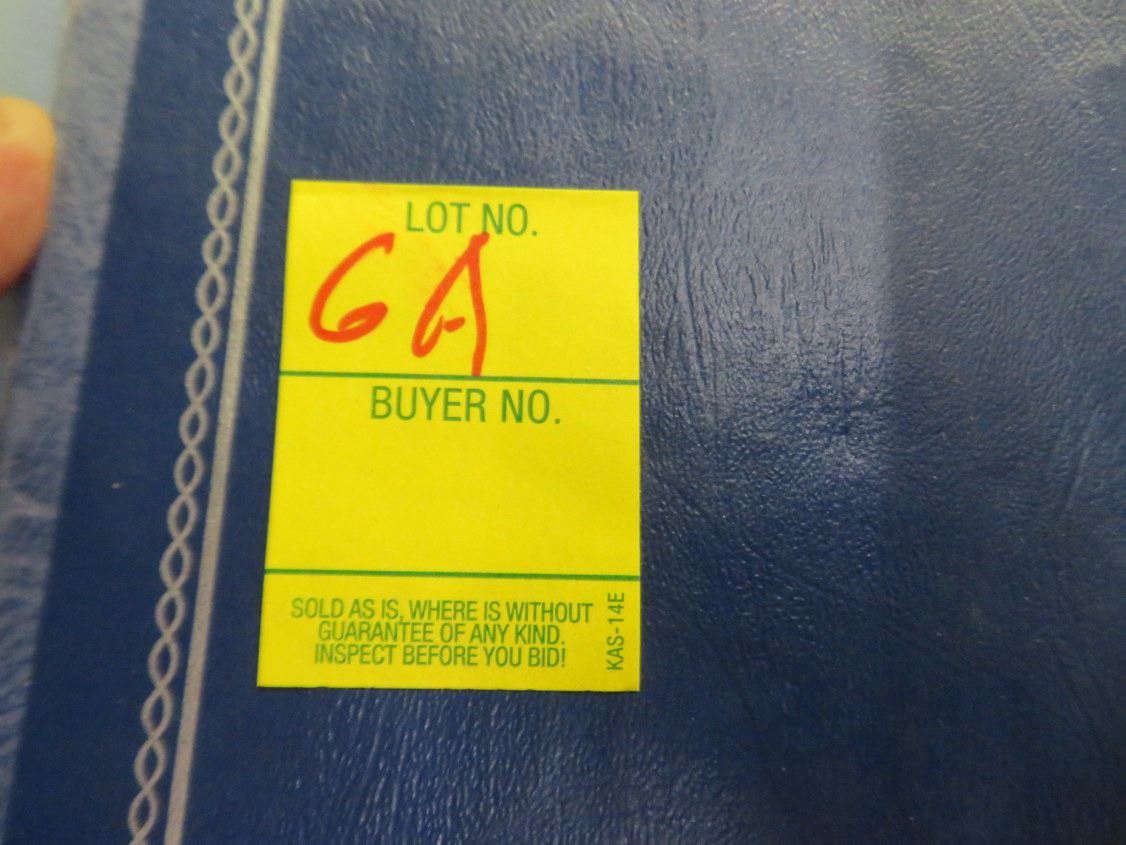 LOT NO.
6A
BUYER NO.
SOLD AS IS, WHERE IS WITHOUT
GUARANTEE OF ANY KIND.
INSPECT BEFORE YOU BID!
KAS-14E